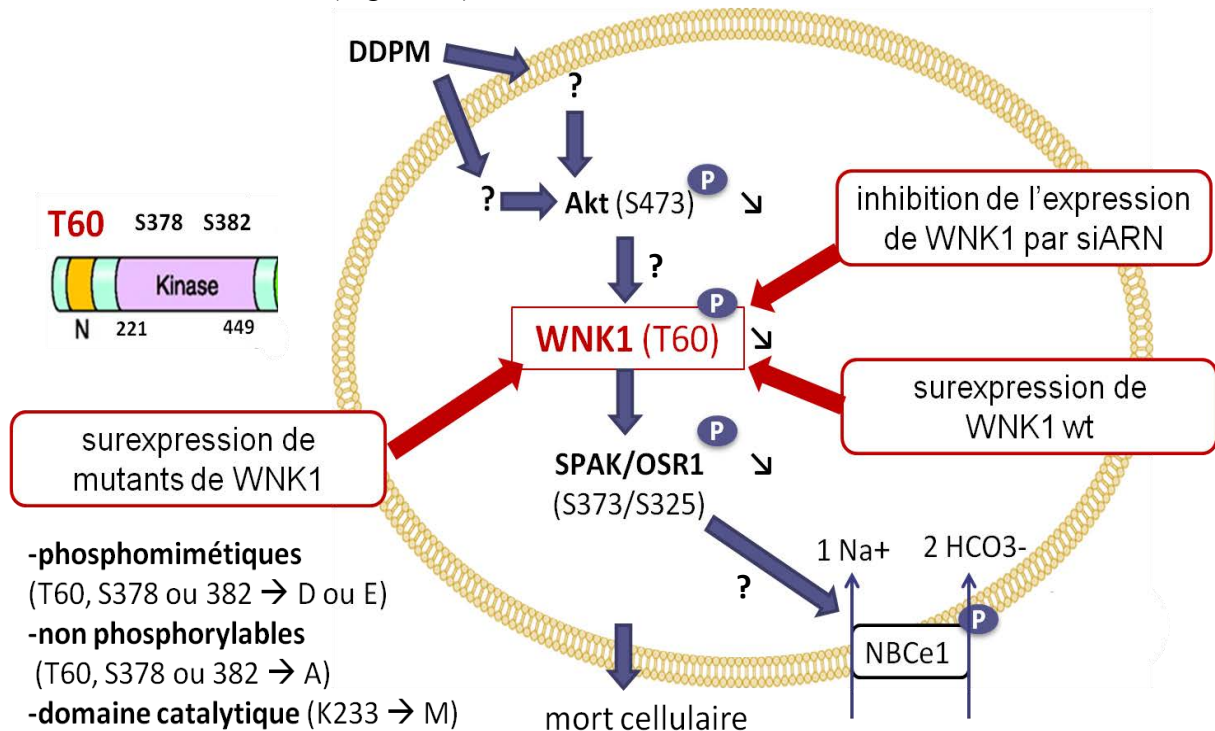 DDPM
?
?
Akt (S473)
P
↘
inhibition de l'expression
de WNK1 par siARN
T60 S378 S382
Kinase
N 221 449
?
P
WNK1 (T60)
↘
surexpression de
WNK1 wt
surexpression de
mutants de WNK1
P
SPAK/OSR1
↘
(S373/S325)
-phosphomimétiques
(T60, S378 ou 382 → D ou E)
-non phosphorylables
(T60, S378 ou 382 → A)
-domaine catalytique (K233 → M)
1 Na+ 2 HCO3-
?
P
NBCe1
mort cellulaire